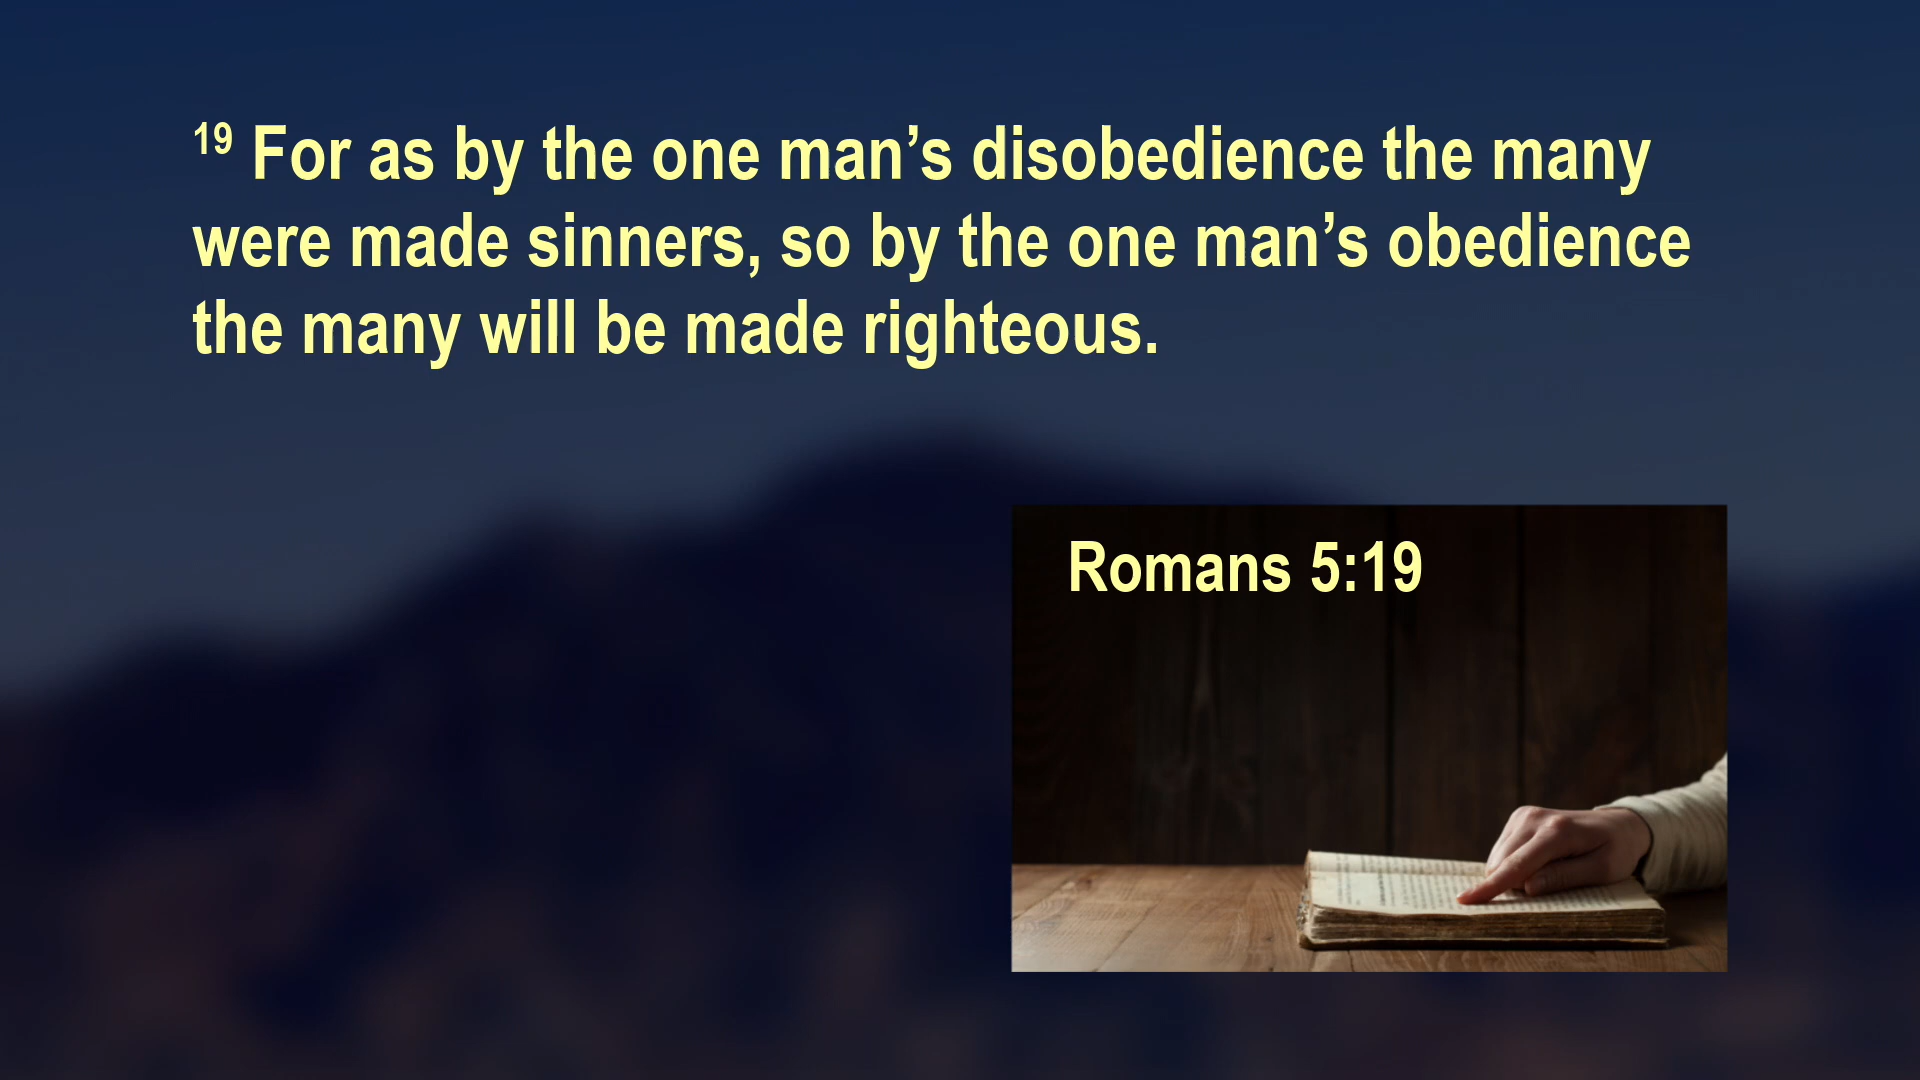 19 For as by the one man’s disobedience the many
were made sinners, so by the one man’s obedience
the many will be made righteous.
Romans 5:19